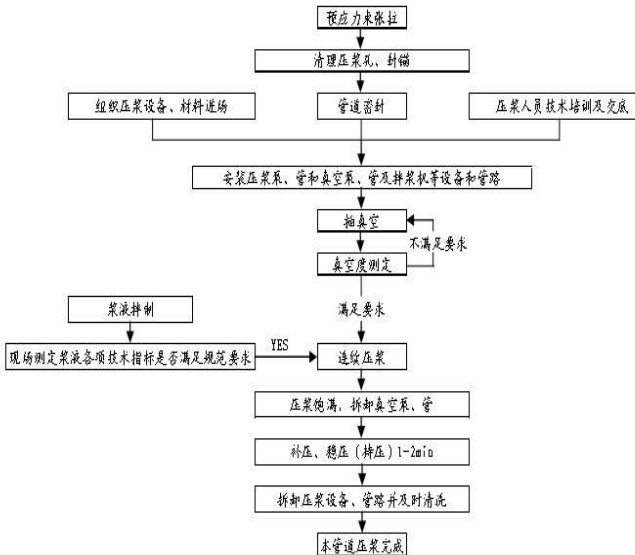 预应力束张拉
清理压浆孔、封锚
组织压浆设备、材料进场
管道密封
压浆人员技术培训及交底
安装压浆泵、管和真空泵、管及拌浆机等设备和管路
抽真空
不满足要求
真空度测定
浆液拌制
满足要求
现场测定浆液各项技术指标是否满足规范要求
YES
连续压浆
压浆饱满，拆卸真空泵、管
补压、稳压（持压）1-2min
拆卸压浆设备、管路并及时清洗
本管道压浆完成